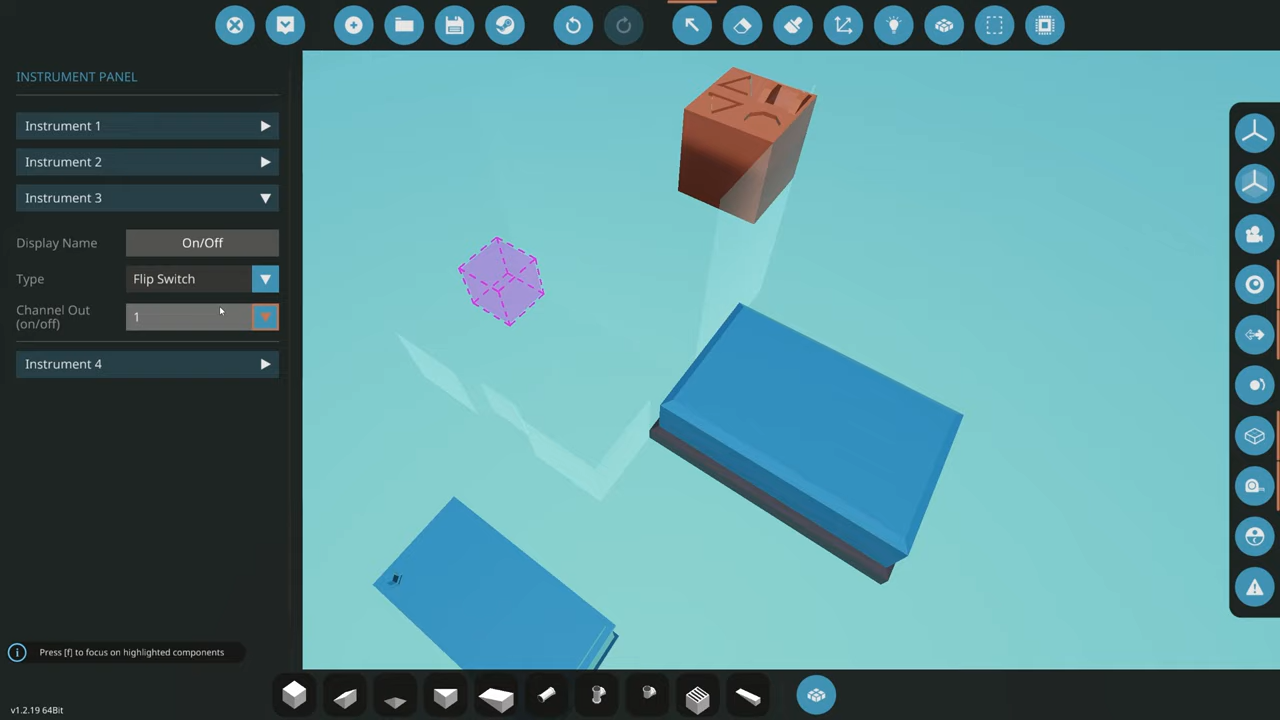 INSTRUMENT PANEL
Instrument 1
Instrument 2
Instrument 3
Display Name
On/Off
Type
Flip Switch
Channel Out
(on/off)
1
Instrument 4
Press [f] to focus on highlighted components
v1.2.19 64Bit